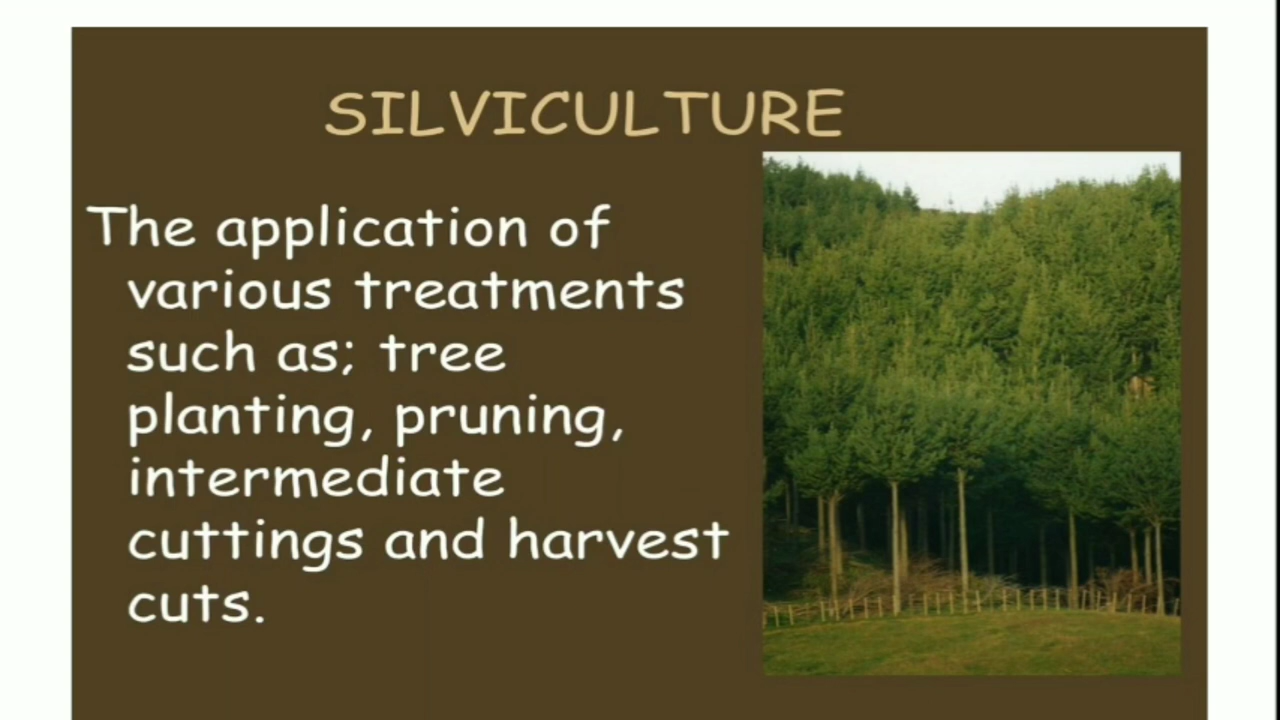 SILVICULTURE
The application of
various treatments
such as; tree
planting, pruning,
intermediate
cuttings and harvest
cuts.